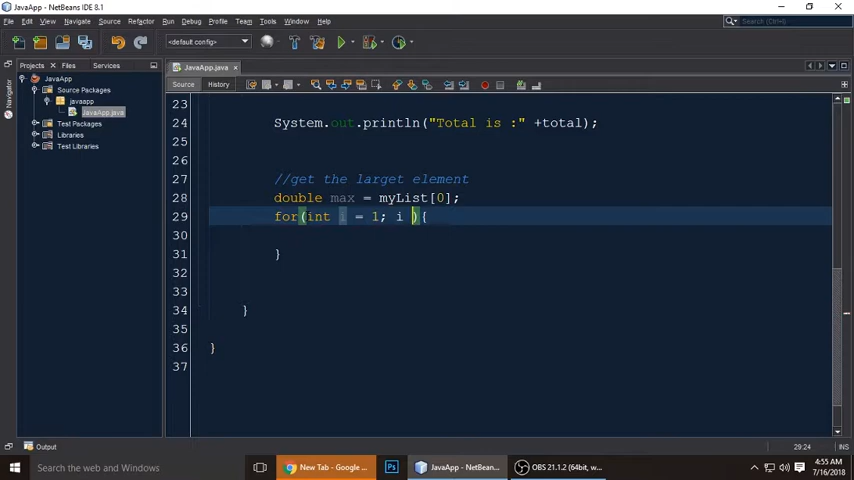 JavaApp - NetBeans IDE 8.1
File Edit View Navigate Source Refactor Run Debug Profile Team Tools Window Help
Search (Ctrl+I)
<default config>
Projects Files Services
JavaApp.java
Navigator
JavaApp
Source Packages
javaapp
JavaApp.java
Test Packages
Libraries
Test Libraries
Source History
23
24 System.out.println("Total is :" +total);
25
26
27 //get the larget element
28 double max = myList[0];
29 for(int i = 1; i ){
30
31 }
32
33
34 }
35
36 }
37
Output
29:24 INS
Search the web and Windows
New Tab - Google ...
Ps
JavaApp - NetBean...
OBS 21.1.2 (64bit, w...
4:55 AM
7/16/2018